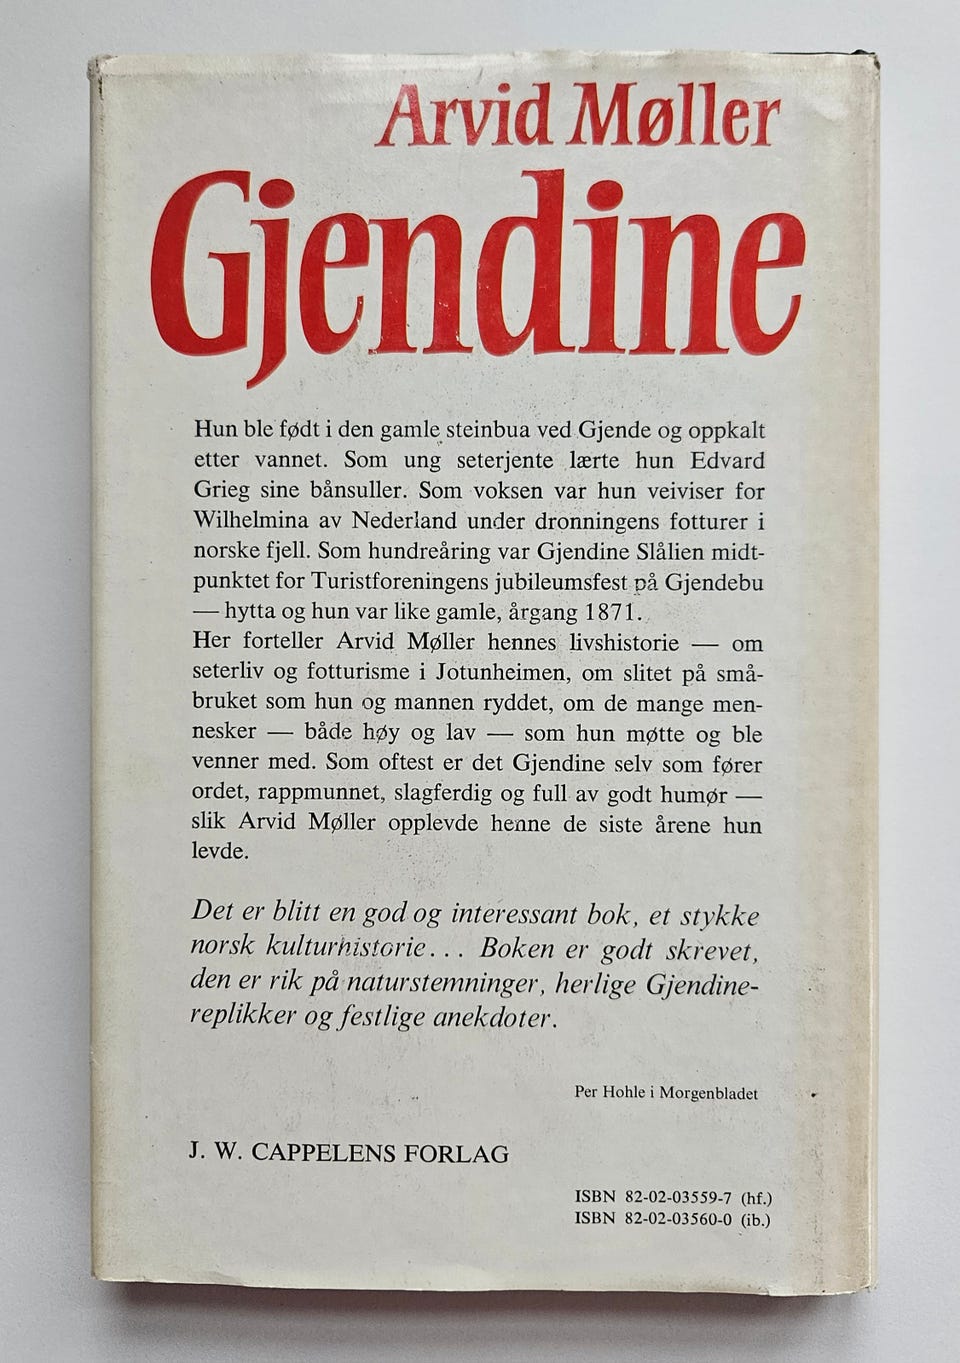 Arvid Møller
Gjendine
Hun ble født i den gamle steinbua ved Gjende og oppkalt
etter vannet. Som ung seterjente lærte hun Edvard
Grieg sine bånsuller. Som voksen var hun veiviser for
Wilhelmina av Nederland under dronningens fotturer i
norske fjell. Som hundreåring var Gjendine Slålien midt-
punktet for Turistforeningens jubileumsfest på Gjendebu
— hytta og hun var like gamle, årgang 1871.
Her forteller Arvid Møller hennes livshistorie — om
seterliv og fotturisme i Jotunheimen, om slitet på små-
bruket som hun og mannen ryddet, om de mange men-
nesker — både høy og lav — som hun møtte og ble
venner med. Som oftest er det Gjendine selv som fører
ordet, rappmunnet, slagferdig og full av godt humør —
slik Arvid Møller opplevde henne de siste årene hun
levde.
Det er blitt en god og interessant bok, et stykke
norsk kulturhistorie... Boken er godt skrevet,
den er rik på naturstemninger, herlige Gjendine-
replikker og festlige anekdoter.
Per Hohle i Morgenbladet
J. W. CAPPELENS FORLAG
ISBN 82-02-03559-7 (hf.)
ISBN 82-02-03560-0 (ib.)